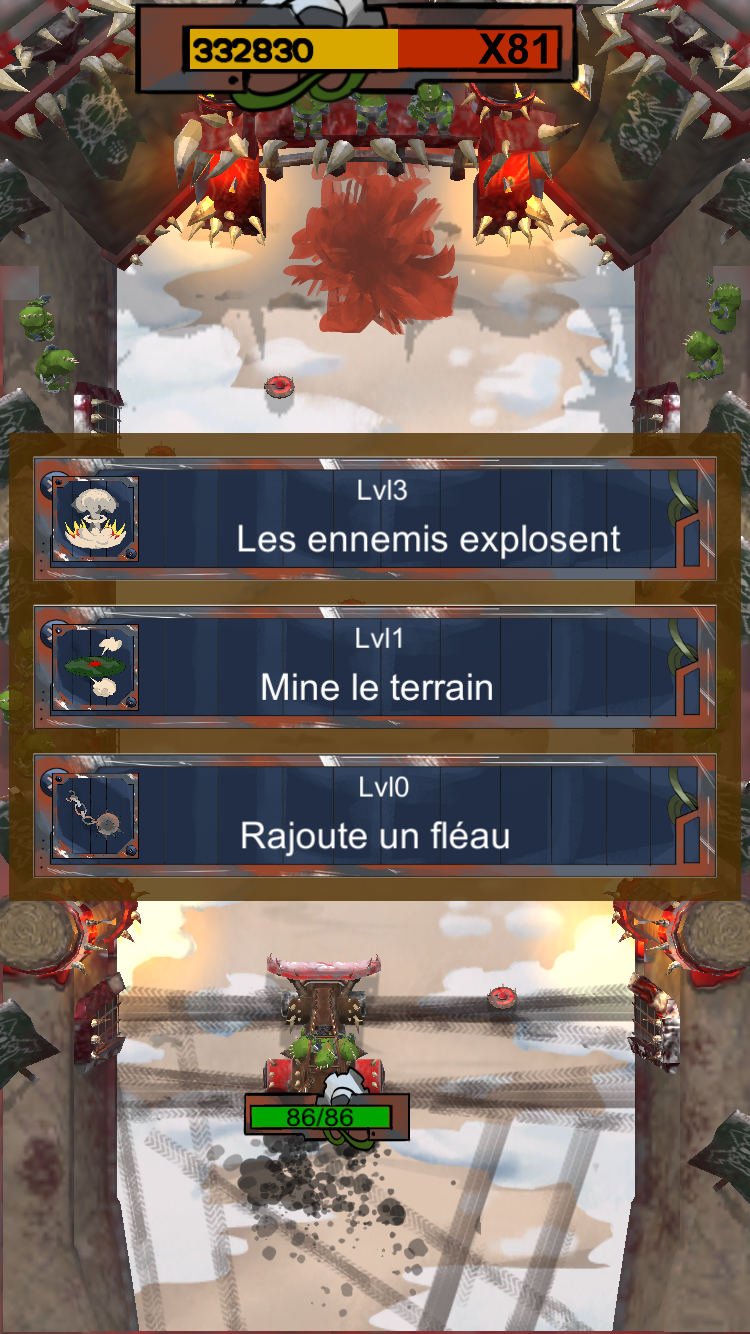 332830 X81
Lvl3
Les ennemis explosent
Lvl1
Mine le terrain
Lvl0
Rajoute un fléau
86/86